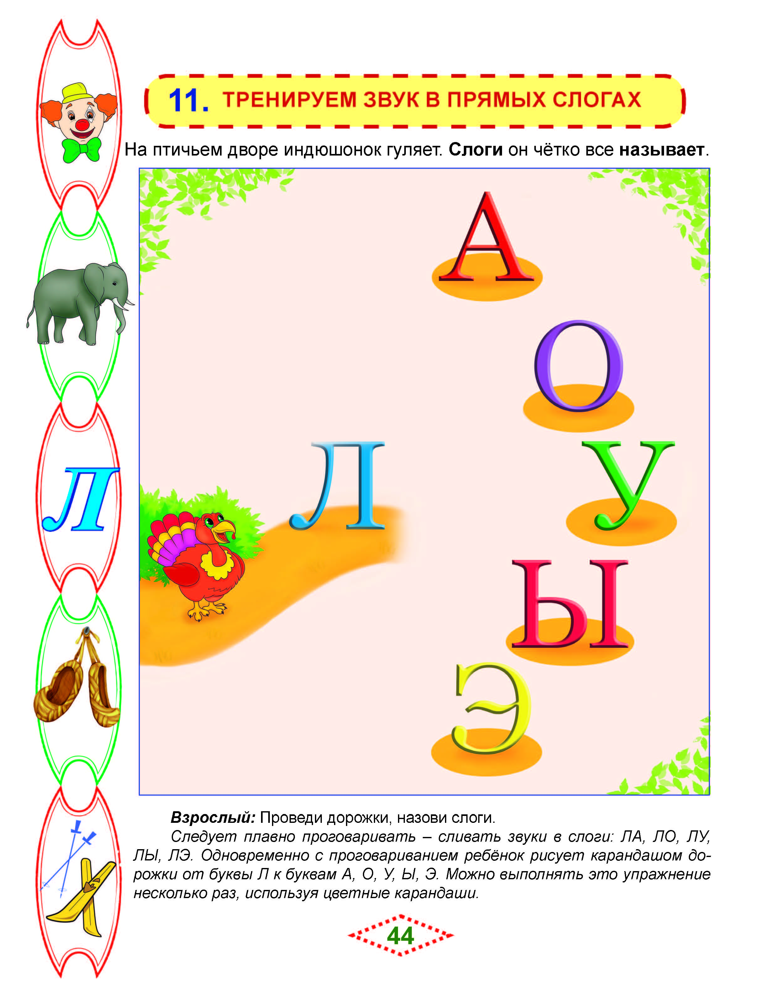 11. ТРЕНИРУЕМ ЗВУК В ПРЯМЫХ СЛОГАХ
На птичьем дворе индюшонок гуляет. Слоги он чётко все называет.
А
О
Л
У
Л
Ы
Э
Взрослый: Проведи дорожки, назови слоги.
Следует плавно проговаривать – сливать звуки в слоги: ЛА, ЛО, ЛУ,
ЛЫ, ЛЭ. Одновременно с проговариванием ребёнок рисует карандашом до-
рожки от буквы Л к буквам А, О, У, Ы, Э. Можно выполнять это упражнение
несколько раз, используя цветные карандаши.
44